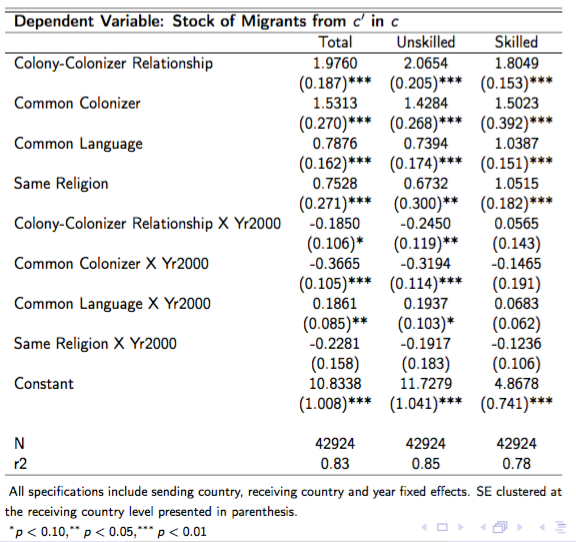 Dependent Variable: Stock of Migrants from c′ in c
Total Unskilled Skilled
Colony-Colonizer Relationship 1.9760 2.0654 1.8049
(0.187)*** (0.205)*** (0.153)***
Common Colonizer 1.5313 1.4284 1.5023
(0.270)*** (0.268)*** (0.392)***
Common Language 0.7876 0.7394 1.0387
(0.162)*** (0.174)*** (0.151)***
Same Religion 0.7528 0.6732 1.0515
(0.271)*** (0.300)** (0.182)***
Colony-Colonizer Relationship X Yr2000 -0.1850 -0.2450 0.0565
(0.106)* (0.119)** (0.143)
Common Colonizer X Yr2000 -0.3665 -0.3194 -0.1465
(0.105)*** (0.114)*** (0.191)
Common Language X Yr2000 0.1861 0.1937 0.0683
(0.085)** (0.103)* (0.062)
Same Religion X Yr2000 -0.2281 -0.1917 -0.1236
(0.158) (0.183) (0.106)
Constant 10.8338 11.7279 4.8678
(1.008)*** (1.041)*** (0.741)***
N 42924 42924 42924
r2 0.83 0.85 0.78
All specifications include sending country, receiving country and year fixed effects. SE clustered at
the receiving country level presented in parenthesis.
*p < 0.10,** p < 0.05,*** p < 0.01